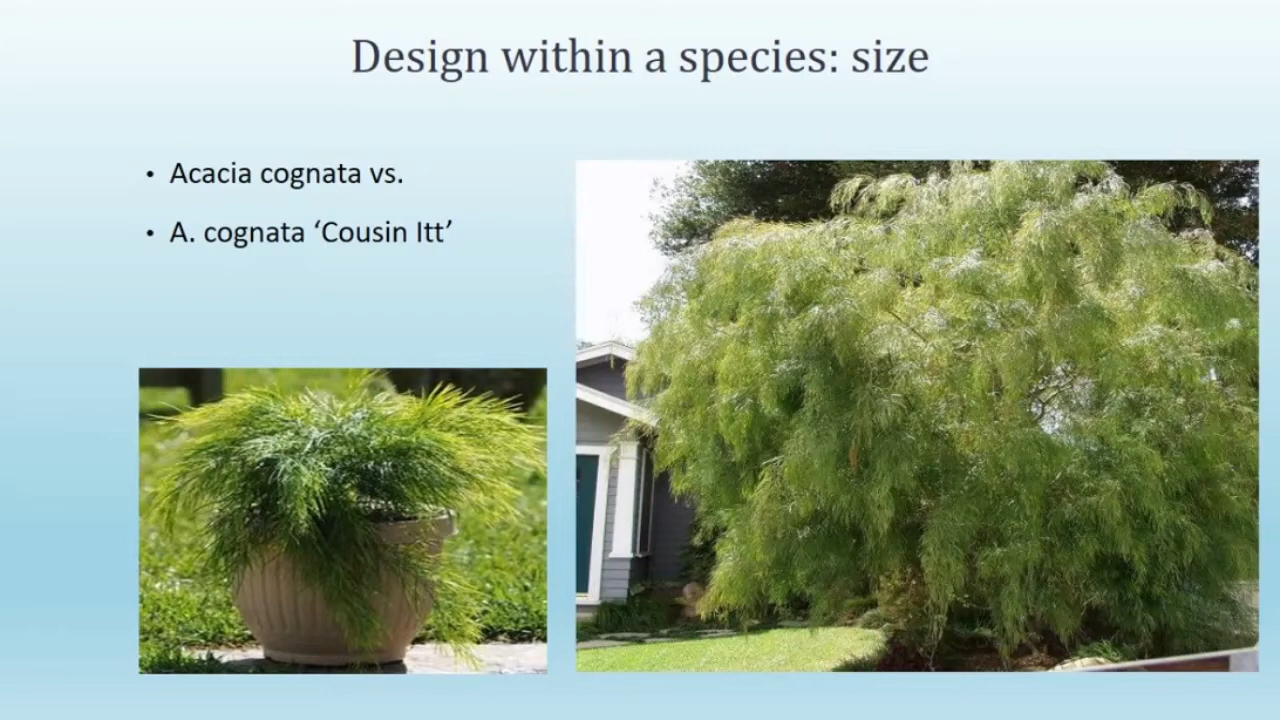 Design within a species: size
• Acacia cognata vs.
• A. cognata ‘Cousin Itt’